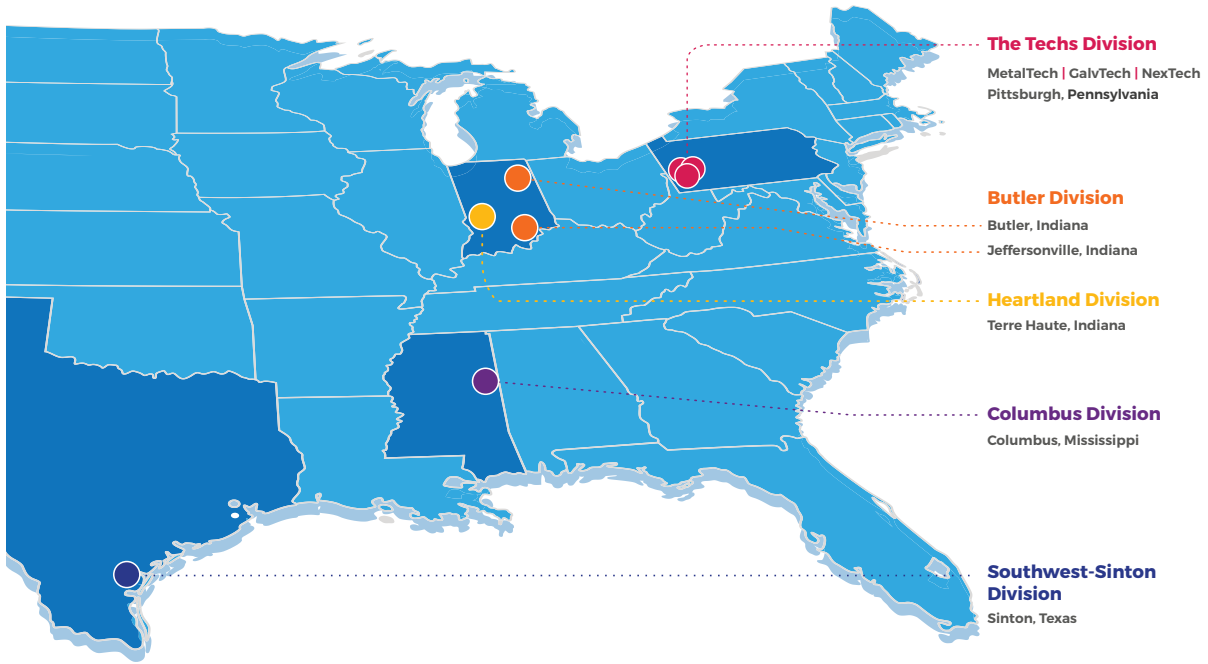 The Techs Division
MetalTech | GalvTech | NexTech
Pittsburgh, Pennsylvania
Butler Division
Butler, Indiana
Jeffersonville, Indiana
Heartland Division
Terre Haute, Indiana
Columbus Division
Columbus, Mississippi
Southwest-Sinton
Division
Sinton, Texas